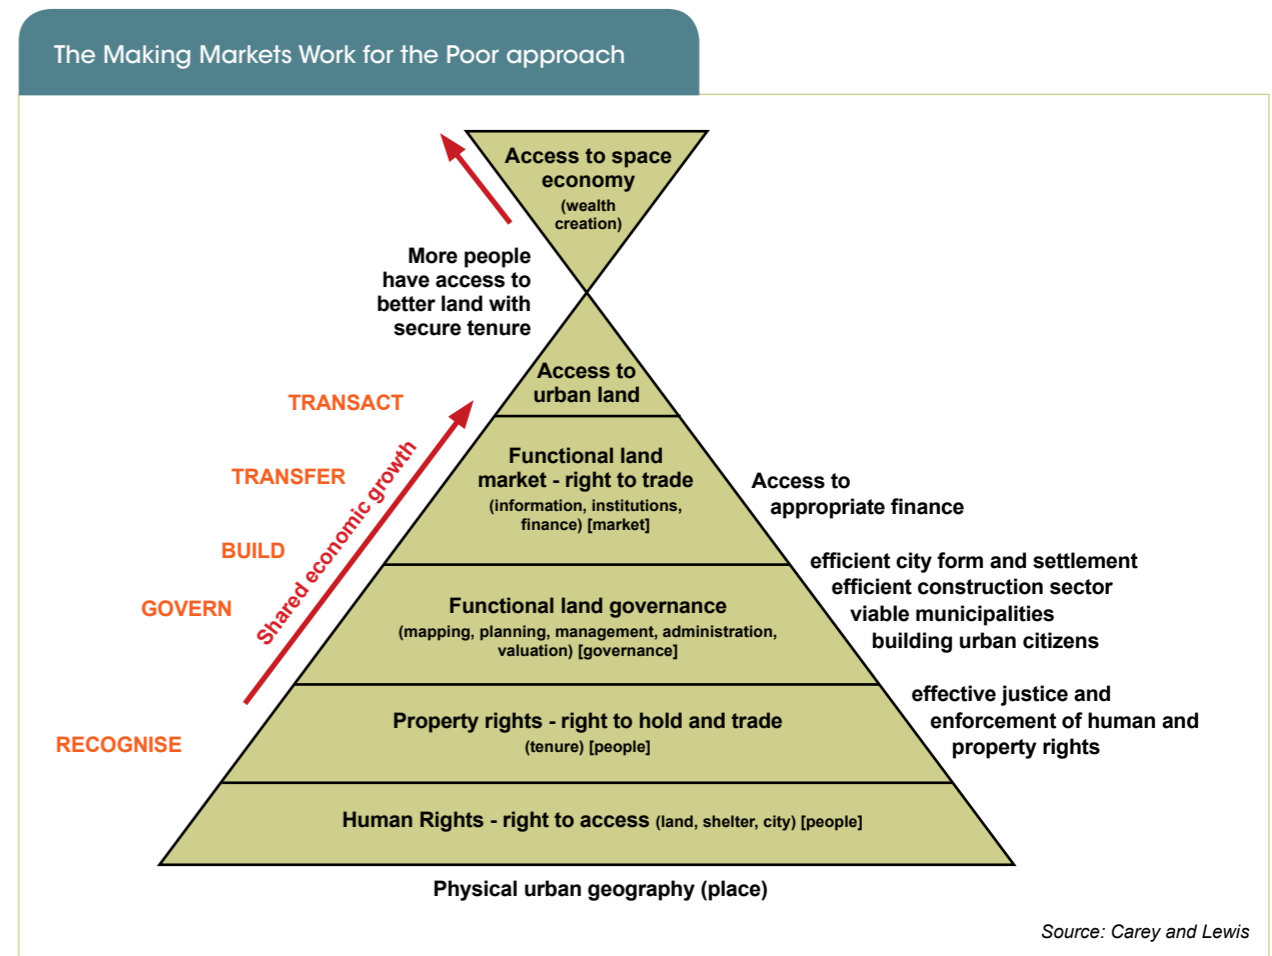 The Making Markets Work for the Poor approach
Access to space
economy
(wealth
creation)
More people
have access to
better land with
secure tenure
Access to
urban land
TRANSACT
TRANSFER
BUILD
GOVERN
RECOGNISE
Shared economic growth
Functional land
market - right to trade
(information, institutions,
finance) [market]
Access to
appropriate finance
Functional land governance
(mapping, planning, management, administration,
valuation) [governance]
efficient city form and settlement
efficient construction sector
viable municipalities
building urban citizens
Property rights - right to hold and trade
(tenure) [people]
effective justice and
enforcement of human and
property rights
Human Rights - right to access (land, shelter, city) [people]
Physical urban geography (place)
Source: Carey and Lewis